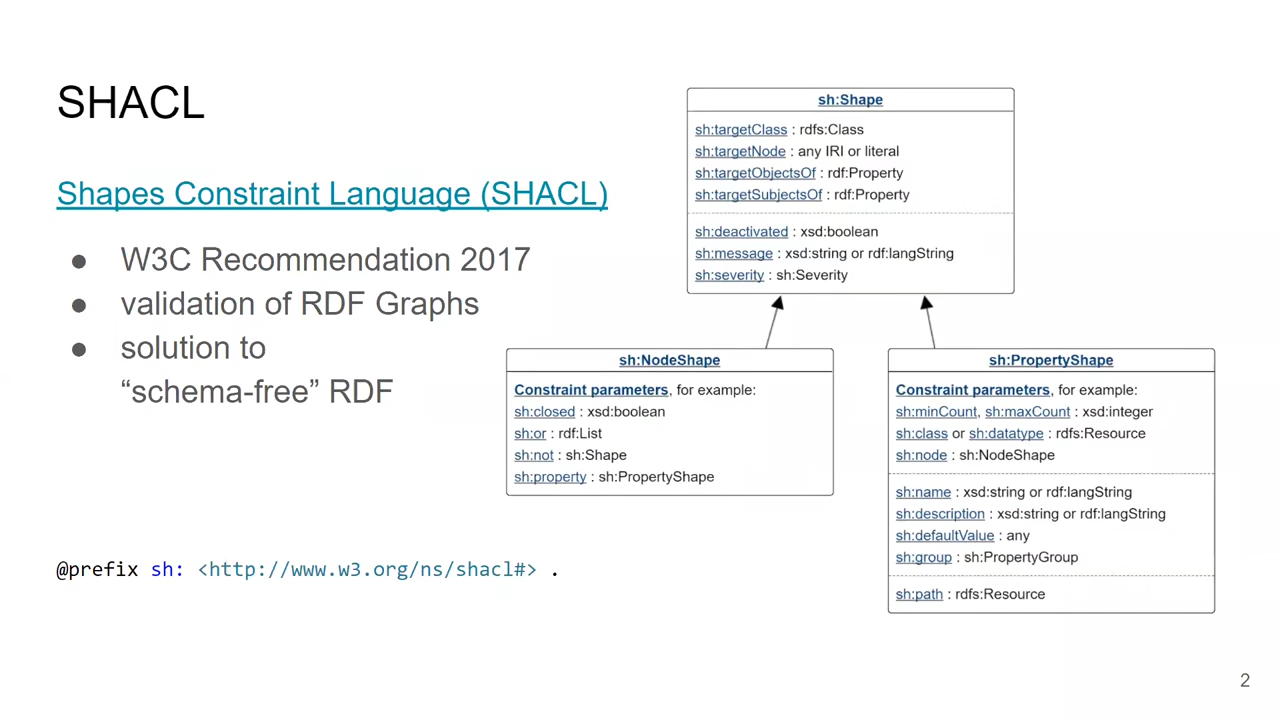 SHACL
Shapes Constraint Language (SHACL)
● W3C Recommendation 2017
● validation of RDF Graphs
● solution to
“schema-free” RDF
@prefix sh: <http://www.w3.org/ns/shacl#> .
sh:Shape
sh:targetClass : rdfs:Class
sh:targetNode : any IRI or literal
sh:targetObjectsOf : rdf:Property
sh:targetSubjectsOf : rdf:Property
sh:deactivated : xsd:boolean
sh:message : xsd:string or rdf:langString
sh:severity : sh:Severity
sh:NodeShape
Constraint parameters, for example:
sh:closed : xsd:boolean
sh:or : rdf:List
sh:not : sh:Shape
sh:property : sh:PropertyShape
sh:PropertyShape
Constraint parameters, for example:
sh:minCount, sh:maxCount : xsd:integer
sh:class or sh:datatype : rdfs:Resource
sh:node : sh:NodeShape
sh:name : xsd:string or rdf:langString
sh:description : xsd:string or rdf:langString
sh:defaultValue : any
sh:group : sh:PropertyGroup
sh:path : rdfs:Resource
2